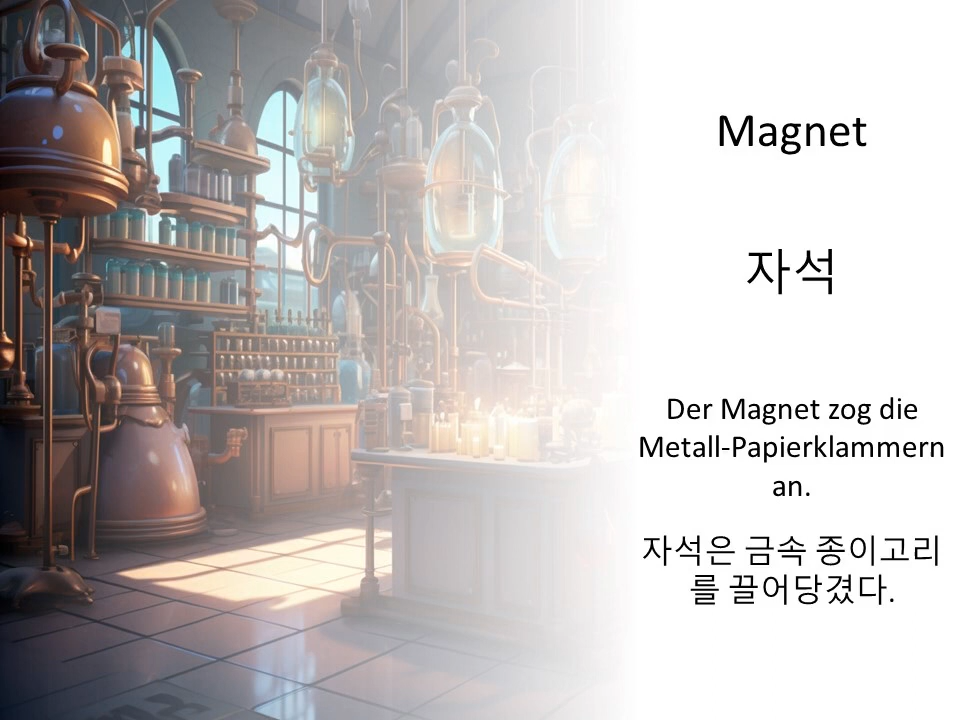 Magnet
자석
Der Magnet zog die
Metall-Papierklammern
an.
자석은 금속 종이고리
를 끌어당겼다.